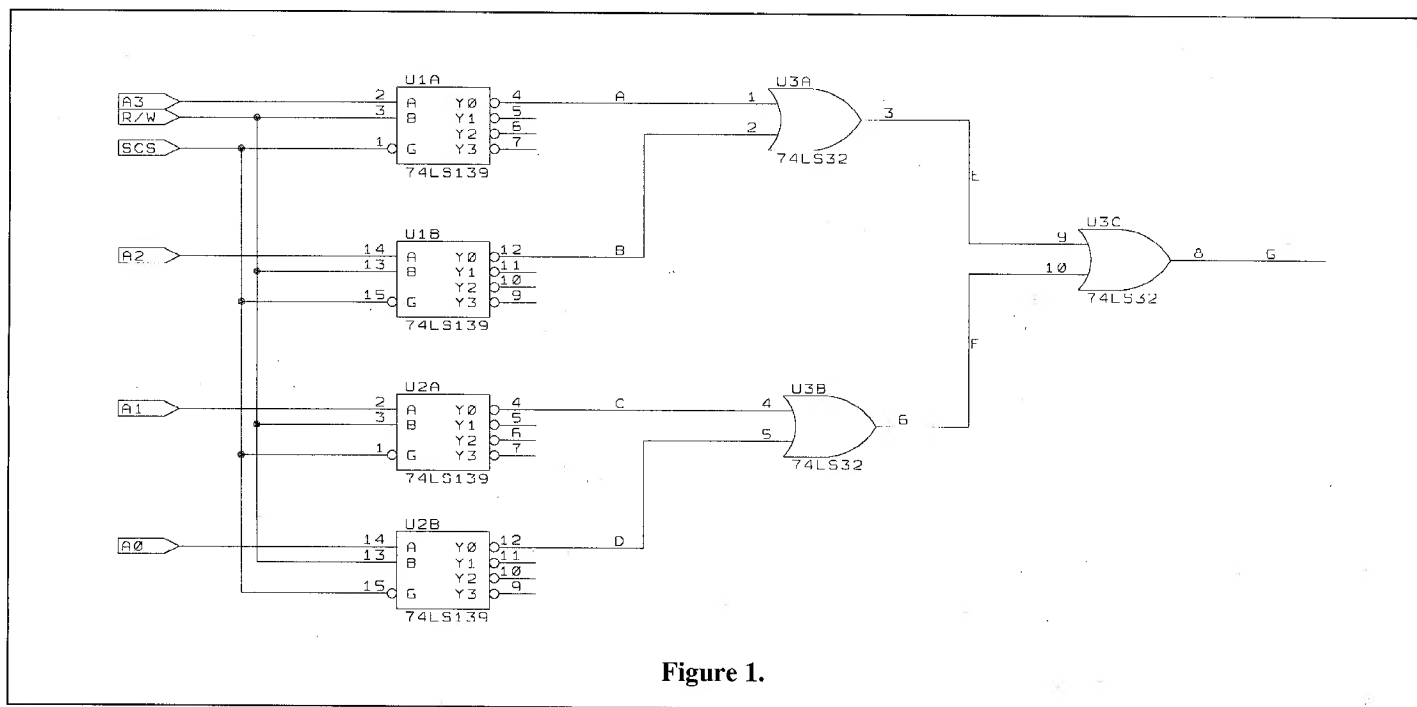 U1A
U3A
A3
R/W
SCS
2 A Y0 4
3 B Y1 5
Y2 6
1 G Y3 7
74LS139
A
B
1
2
3
74LS32
E
U1B
A2
14 A Y0 12
13 B Y1 11
Y2 10
15 G Y3 9
74LS139
U3C
9
10
8 G
74LS32
U2A
A1
2 A Y0 4
3 B Y1 5
Y2 6
1 G Y3 7
74LS139
C
U3B
4
5
6
74LS32
F
U2B
A0
14 A Y0 12
13 B Y1 11
Y2 10
15 G Y3 9
74LS139
D
Figure 1.